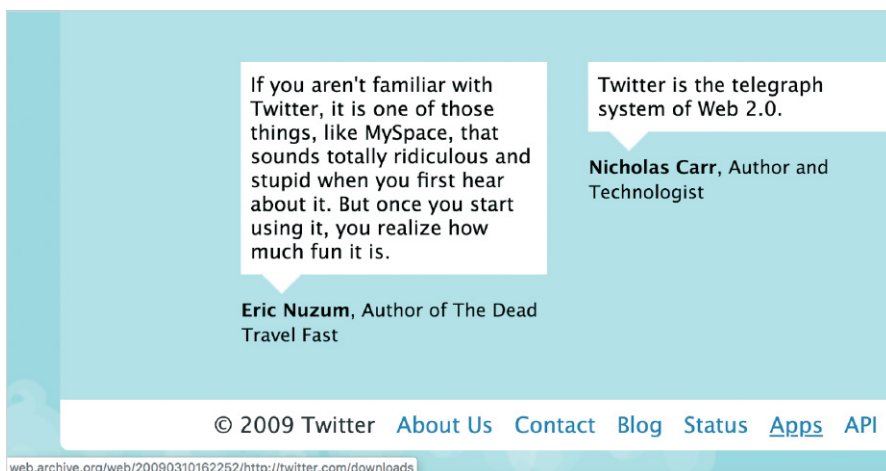 If you aren't familiar with
Twitter, it is one of those
things, like MySpace, that
sounds totally ridiculous and
stupid when you first hear
about it. But once you start
using it, you realize how
much fun it is.
Eric Nuzum, Author of The Dead
Travel Fast
Twitter is the telegraph
system of Web 2.0.
Nicholas Carr, Author and
Technologist
© 2009 Twitter About Us Contact Blog Status Apps API
web.archive.org/web/20090310162252/http://twitter.com/downloads